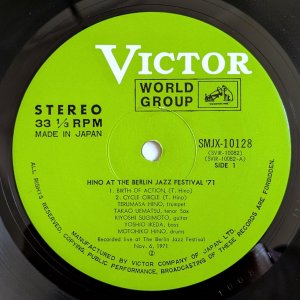 VICTOR
WORLD
GROUP
STEREO
33 1/3 RPM
MADE IN JAPAN
SMJX-10128
(SVIR-10082)
(SVIR-10082-A)
SIDE 1
HINO AT THE BERLIN JAZZ FESTIVAL '71
1. BIRTH OF ACTION, (T. Hino)
2. CYCLE CIRCLE (T. Hino)
TERUMASA HINO, trumpet
TAKAO UEMATSU, tenor Sax
KIYOSHI SUGIMOTO, guitar
YOSHIO IKEDA, bass
MOTOHIKO HINO, drums
Recorded Live at The Berlin Jazz Festival
Nov. 6, 1971
ALL RIGHTS RESERVED, COPYING, PUBLIC PERFORMANCE, BROADCASTING OF THESE DISCS ARE FORBIDDEN.
MANUFACTURED BY VICTOR COMPANY OF JAPAN, LTD.